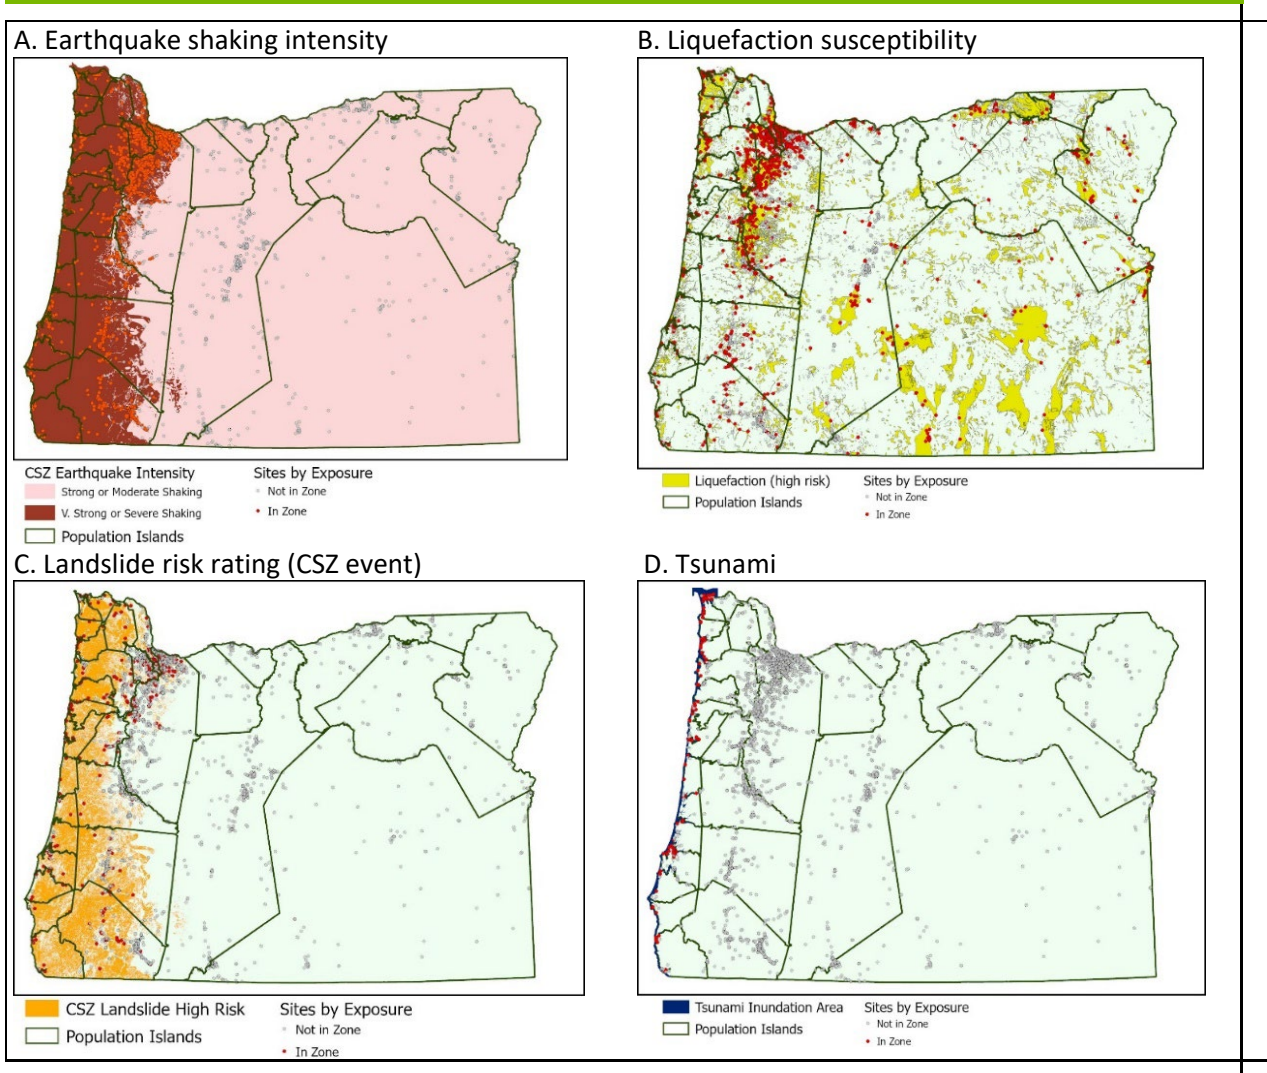 A. Earthquake shaking intensity
CSZ Earthquake Intensity
Strong or Moderate Shaking
V. Strong or Severe Shaking
Population Islands
Sites by Exposure
Not in Zone
In Zone
B. Liquefaction susceptibility
Liquefaction (high risk)
Population Islands
Sites by Exposure
Not in Zone
In Zone
C. Landslide risk rating (CSZ event)
CSZ Landslide High Risk
Population Islands
Sites by Exposure
Not in Zone
In Zone
D. Tsunami
Tsunami Inundation Area
Population Islands
Sites by Exposure
Not in Zone
In Zone